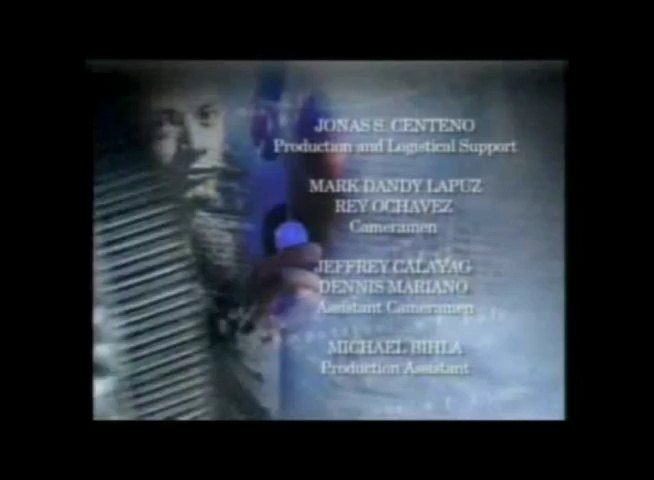 JONAS S. CENTENO
Production and Logistical Support
MARK DANDY LAPUZ
REY OCHAVEZ
Cameramen
JEFFREY CALAYAG
DENNIS MARIANO
Assistant Cameramen
MICHAEL BIHLA
Production Assistant